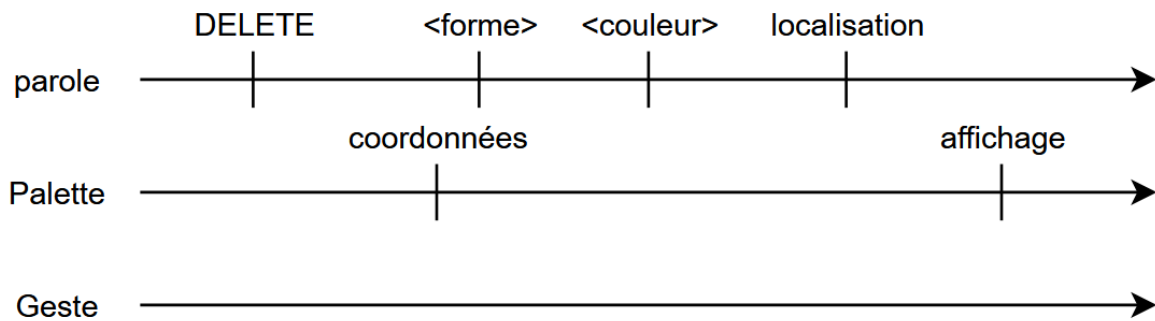 DELETE <forme> <couleur> localisation
parole
coordonnées affichage
Palette
Geste